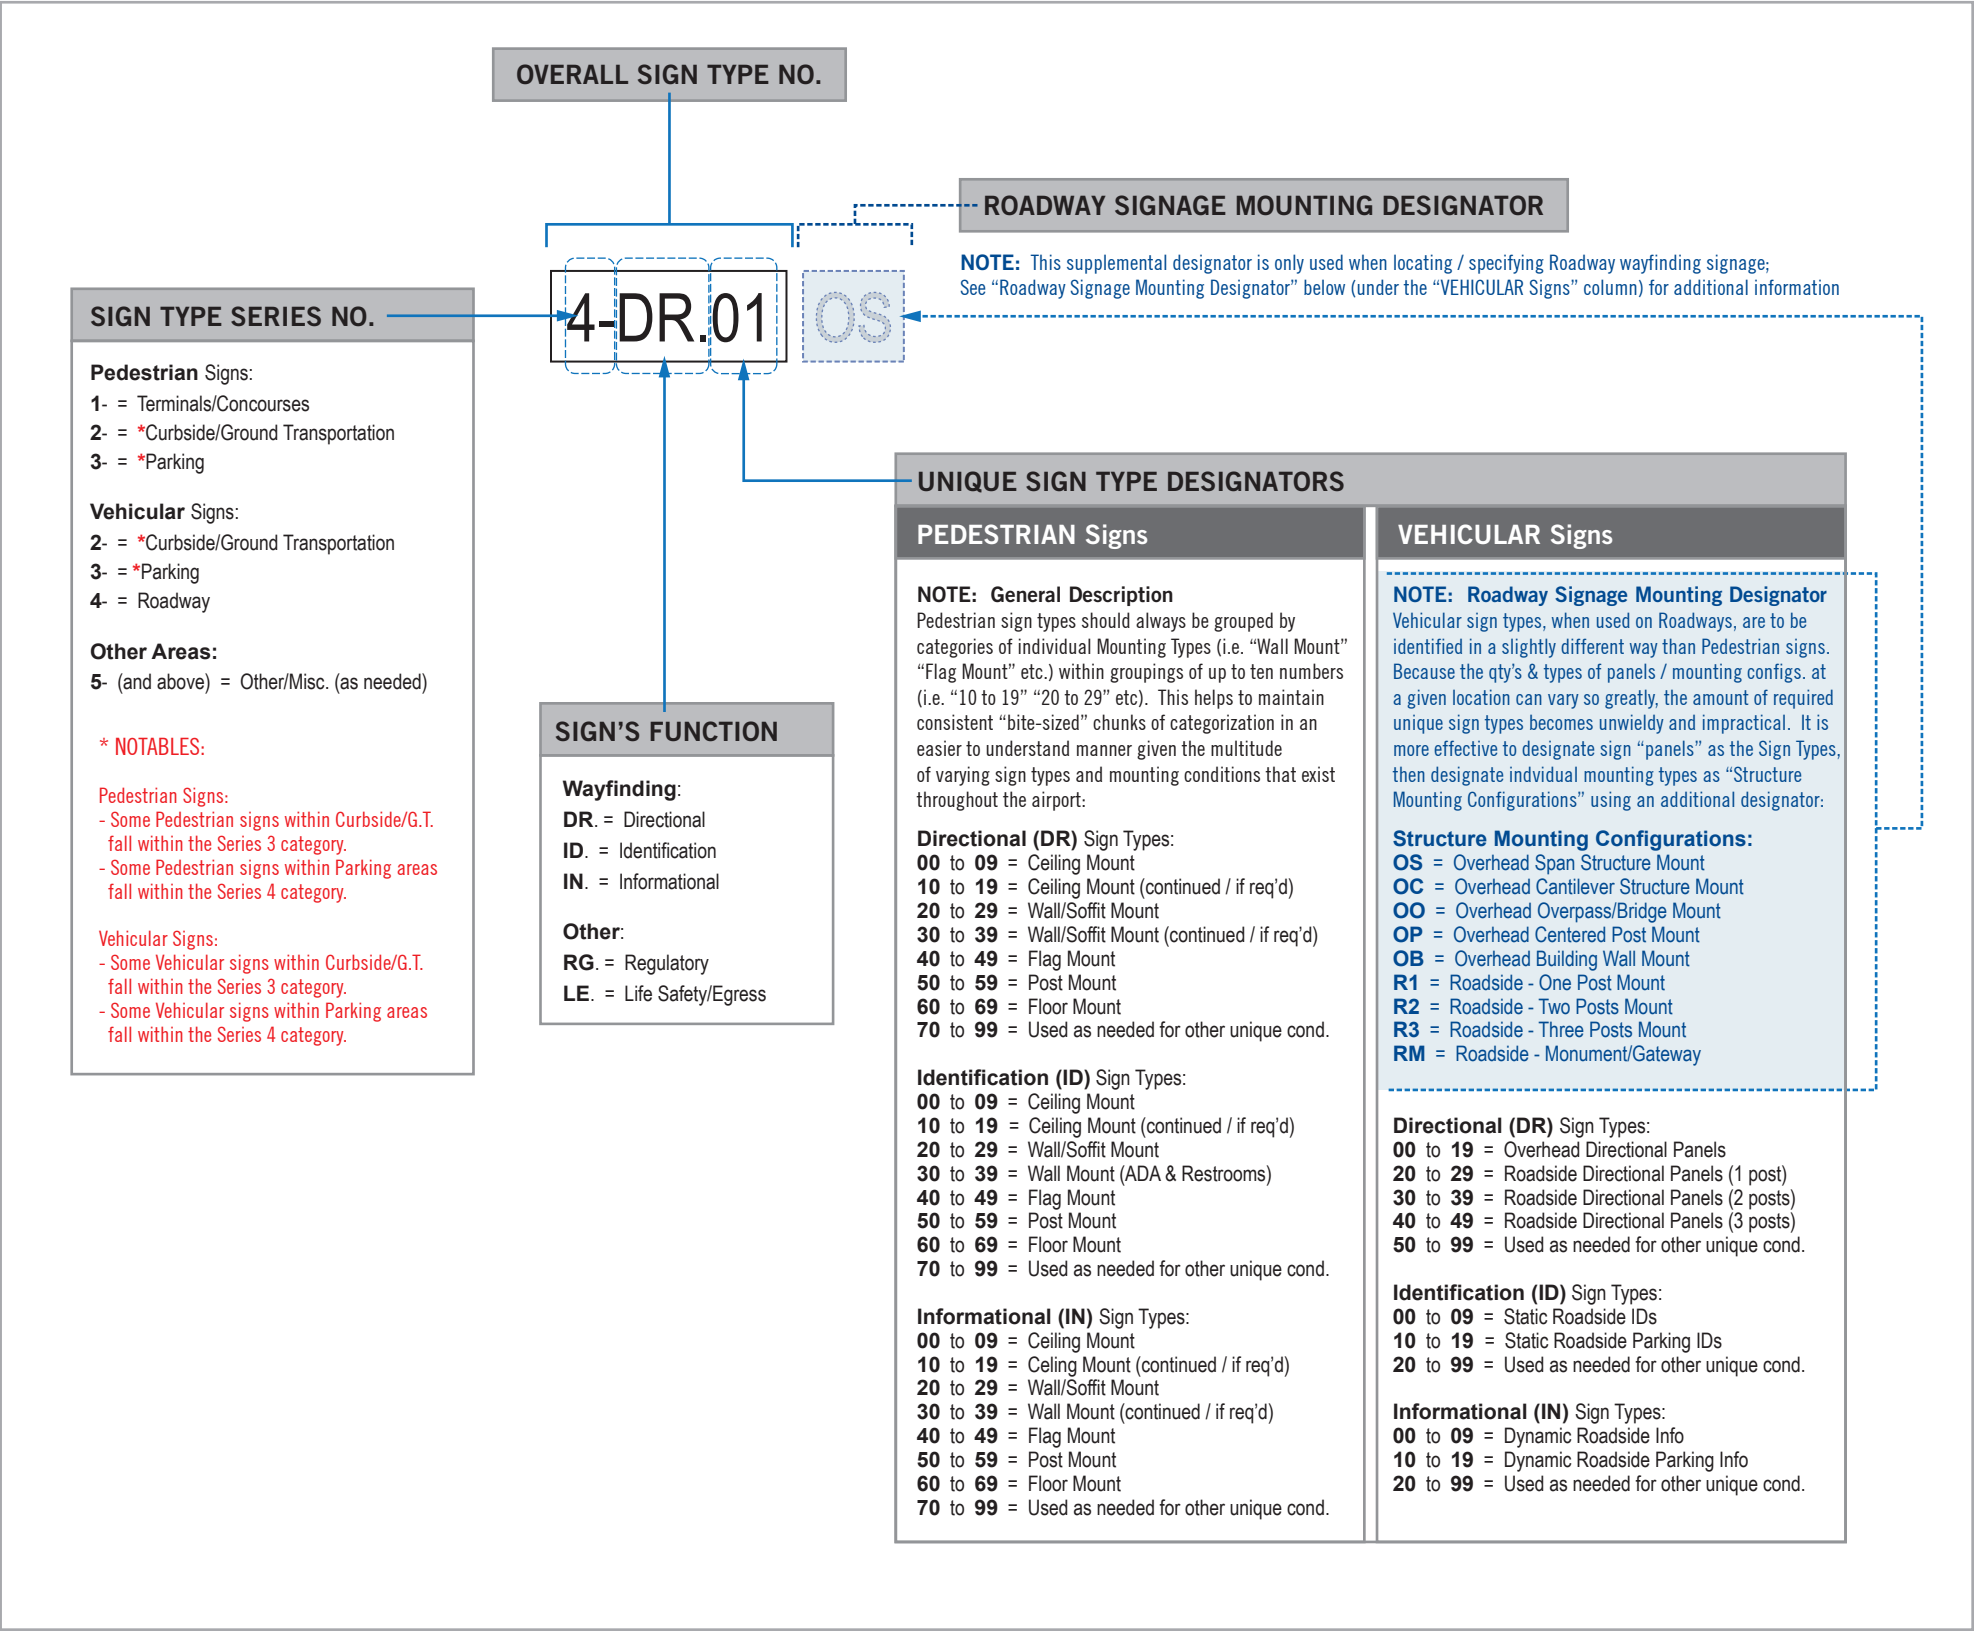 OVERALL SIGN TYPE NO.
ROADWAY SIGNAGE MOUNTING DESIGNATOR
NOTE: This supplemental designator is only used when locating / specifying Roadway wayfinding signage;
See “Roadway Signage Mounting Designator” below (under the “VEHICULAR Signs” column) for additional information
4-DR.01 OS
SIGN TYPE SERIES NO.
Pedestrian Signs:
1- = Terminals/Concourses
2- = *Curbside/Ground Transportation
3- = *Parking
Vehicular Signs:
2- = *Curbside/Ground Transportation
3- = *Parking
4- = Roadway
Other Areas:
5- (and above) = Other/Misc. (as needed)
* NOTABLES:
Pedestrian Signs:
- Some Pedestrian signs within Curbside/G.T.
fall within the Series 3 category.
- Some Pedestrian signs within Parking areas
fall within the Series 4 category.
Vehicular Signs:
- Some Vehicular signs within Curbside/G.T.
fall within the Series 3 category.
- Some Vehicular signs within Parking areas
fall within the Series 4 category.
SIGN’S FUNCTION
Wayfinding:
DR. = Directional
ID. = Identification
IN. = Informational
Other:
RG. = Regulatory
LE. = Life Safety/Egress
UNIQUE SIGN TYPE DESIGNATORS
PEDESTRIAN Signs
NOTE: General Description
Pedestrian sign types should always be grouped by
categories of individual Mounting Types (i.e. “Wall Mount”
“Flag Mount” etc.) within groupings of up to ten numbers
(i.e. “10 to 19” “20 to 29” etc). This helps to maintain
consistent “bite-sized” chunks of categorization in an
easier to understand manner given the multitude
of varying sign types and mounting conditions that exist
throughout the airport:
Directional (DR) Sign Types:
00 to 09 = Ceiling Mount
10 to 19 = Ceiling Mount (continued / if req’d)
20 to 29 = Wall/Soffit Mount
30 to 39 = Wall/Soffit Mount (continued / if req’d)
40 to 49 = Flag Mount
50 to 59 = Post Mount
60 to 69 = Floor Mount
70 to 99 = Used as needed for other unique cond.
Identification (ID) Sign Types:
00 to 09 = Ceiling Mount
10 to 19 = Ceiling Mount (continued / if req’d)
20 to 29 = Wall/Soffit Mount
30 to 39 = Wall Mount (ADA & Restrooms)
40 to 49 = Flag Mount
50 to 59 = Post Mount
60 to 69 = Floor Mount
70 to 99 = Used as needed for other unique cond.
Informational (IN) Sign Types:
00 to 09 = Ceiling Mount
10 to 19 = Celing Mount (continued / if req’d)
20 to 29 = Wall/Soffit Mount
30 to 39 = Wall Mount (continued / if req’d)
40 to 49 = Flag Mount
50 to 59 = Post Mount
60 to 69 = Floor Mount
70 to 99 = Used as needed for other unique cond.
VEHICULAR Signs
NOTE: Roadway Signage Mounting Designator
Vehicular sign types, when used on Roadways, are to be
identified in a slightly different way than Pedestrian signs.
Because the qty’s & types of panels / mounting configs. at
a given location can vary so greatly, the amount of required
unique sign types becomes unwieldy and impractical. It is
more effective to designate sign “panels” as the Sign Types,
then designate indvidual mounting types as “Structure
Mounting Configurations” using an additional designator:
Structure Mounting Configurations:
OS = Overhead Span Structure Mount
OC = Overhead Cantilever Structure Mount
OO = Overhead Overpass/Bridge Mount
OP = Overhead Centered Post Mount
OB = Overhead Building Wall Mount
R1 = Roadside - One Post Mount
R2 = Roadside - Two Posts Mount
R3 = Roadside - Three Posts Mount
RM = Roadside - Monument/Gateway
Directional (DR) Sign Types:
00 to 19 = Overhead Directional Panels
20 to 29 = Roadside Directional Panels (1 post)
30 to 39 = Roadside Directional Panels (2 posts)
40 to 49 = Roadside Directional Panels (3 posts)
50 to 99 = Used as needed for other unique cond.
Identification (ID) Sign Types:
00 to 09 = Static Roadside IDs
10 to 19 = Static Roadside Parking IDs
20 to 99 = Used as needed for other unique cond.
Informational (IN) Sign Types:
00 to 09 = Dynamic Roadside Info
10 to 19 = Dynamic Roadside Parking Info
20 to 99 = Used as needed for other unique cond.